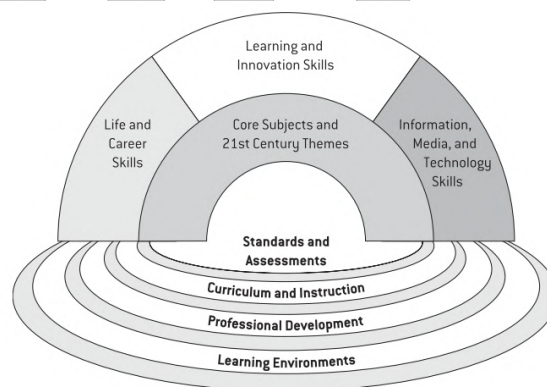 Learning and
Innovation Skills
Life and
Career
Skills
Core Subjects and
21st Century Themes
Information,
Media, and
Technology
Skills
Standards and
Assessments
Curriculum and Instruction
Professional Development
Learning Environments